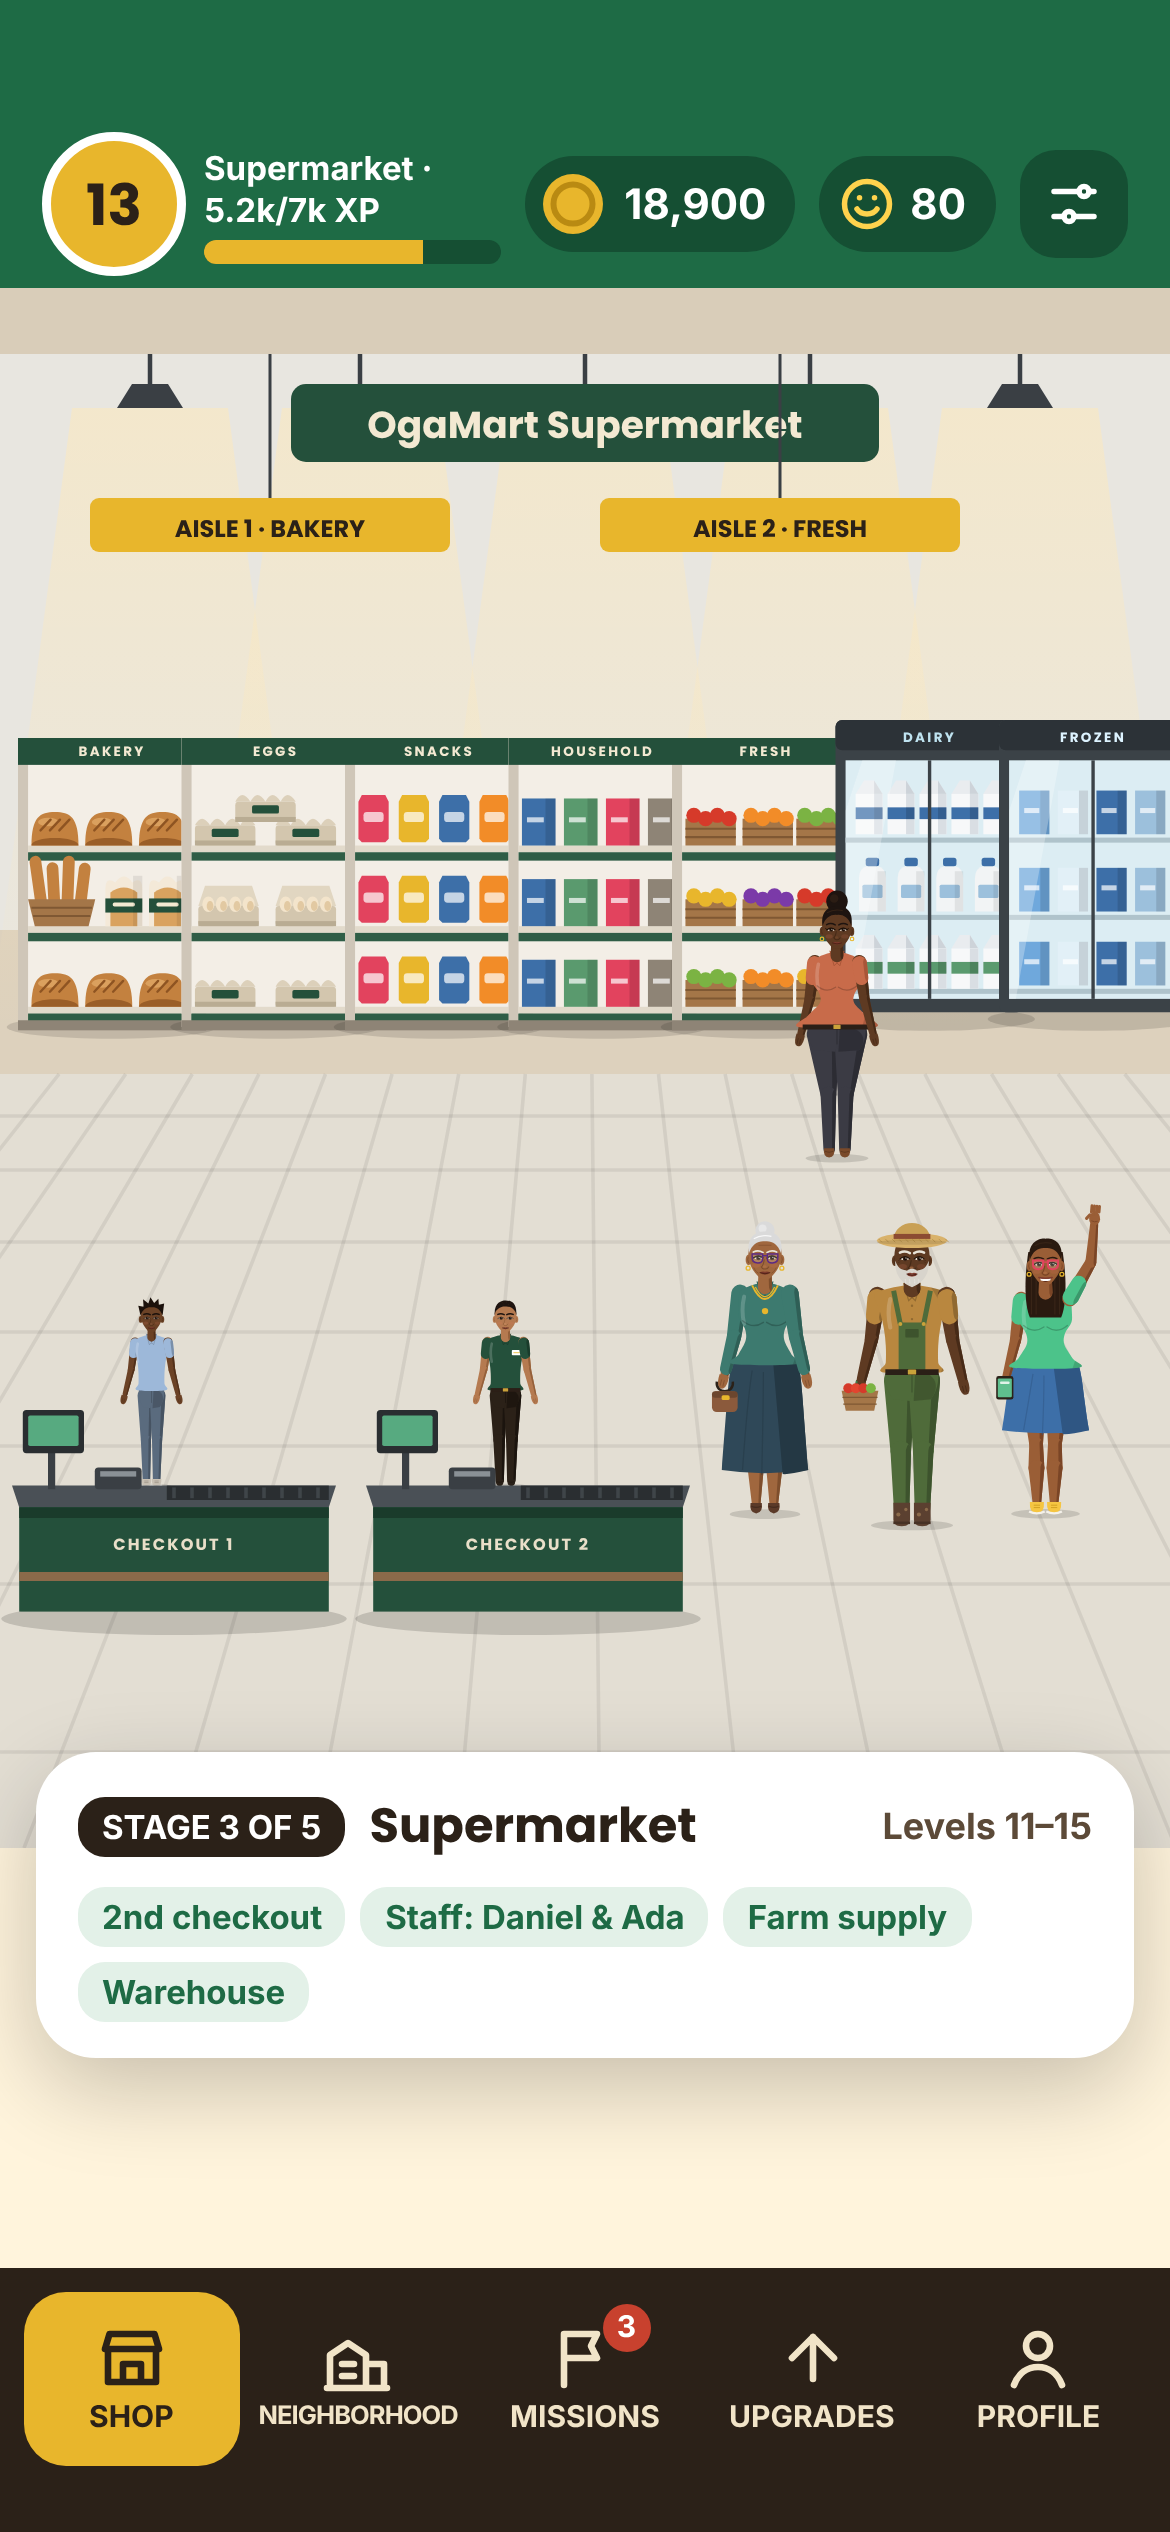 13
Supermarket ·
5.2k/7k XP
18,900
80
OgaMart Supermarket
AISLE 1 · BAKERY
AISLE 2 · FRESH
BAKERY
EGGS
SNACKS
HOUSEHOLD
FRESH
DAIRY
FROZEN
CHECKOUT 1
CHECKOUT 2
STAGE 3 OF 5
Supermarket
Levels 11–15
2nd checkout
Staff: Daniel & Ada
Farm supply
Warehouse
3
SHOP
NEIGHBORHOOD
MISSIONS
UPGRADES
PROFILE